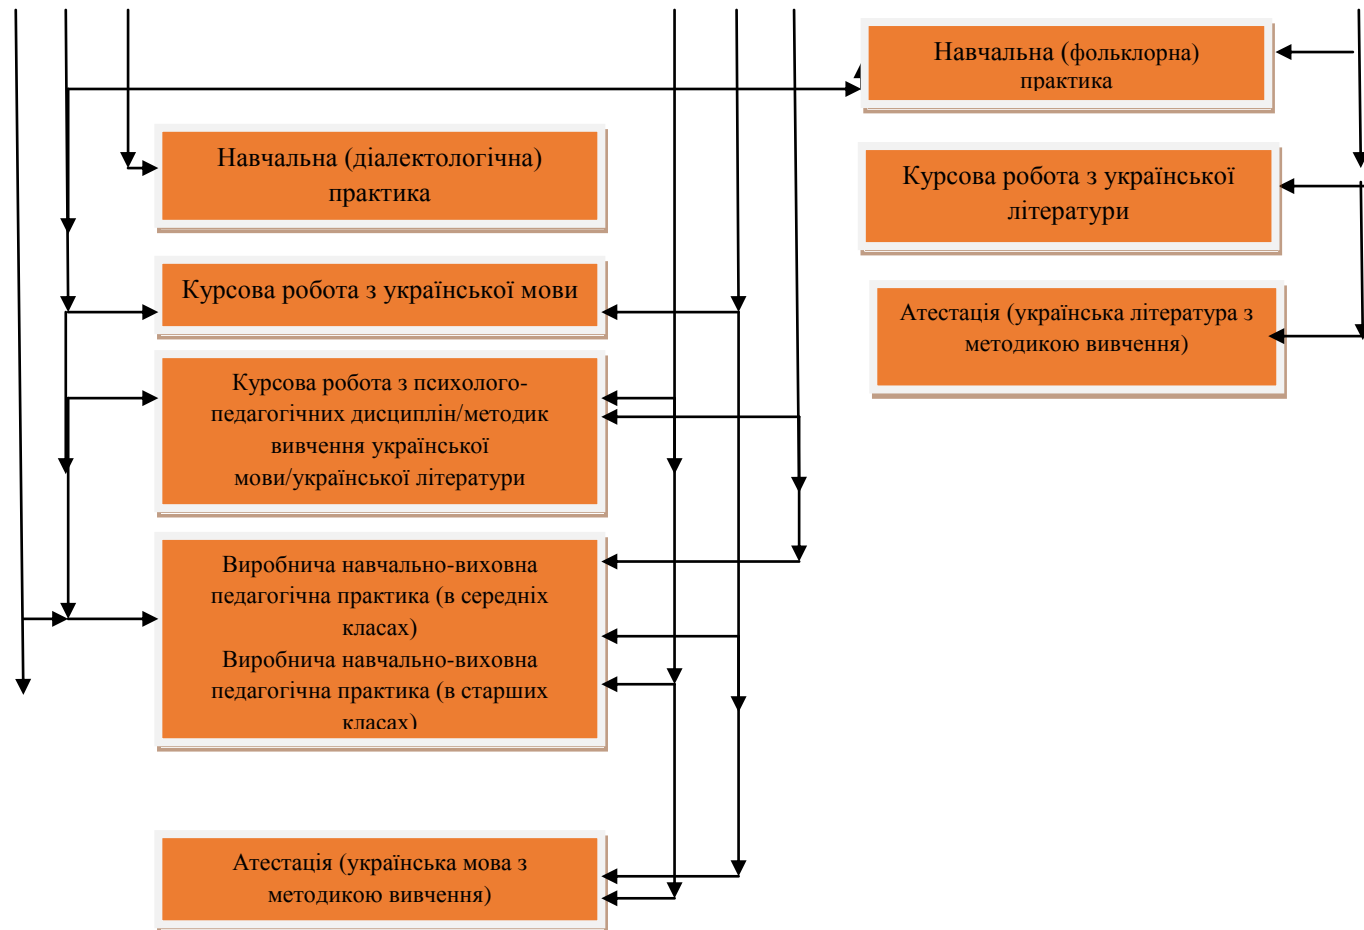 Навчальна (фольклорна)
практика
Навчальна (діалектологічна)
практика
Курсова робота з української
літератури
Курсова робота з української мови
Атестація (українська література з
методикою вивчення)
Курсова робота з психолого-
педагогічних дисциплін/методик
вивчення української
мови/української літератури
Виробнича навчально-виховна
педагогічна практика (в середніх
класах)
Виробнича навчально-виховна
педагогічна практика (в старших
класах)
Атестація (українська мова з
методикою вивчення)